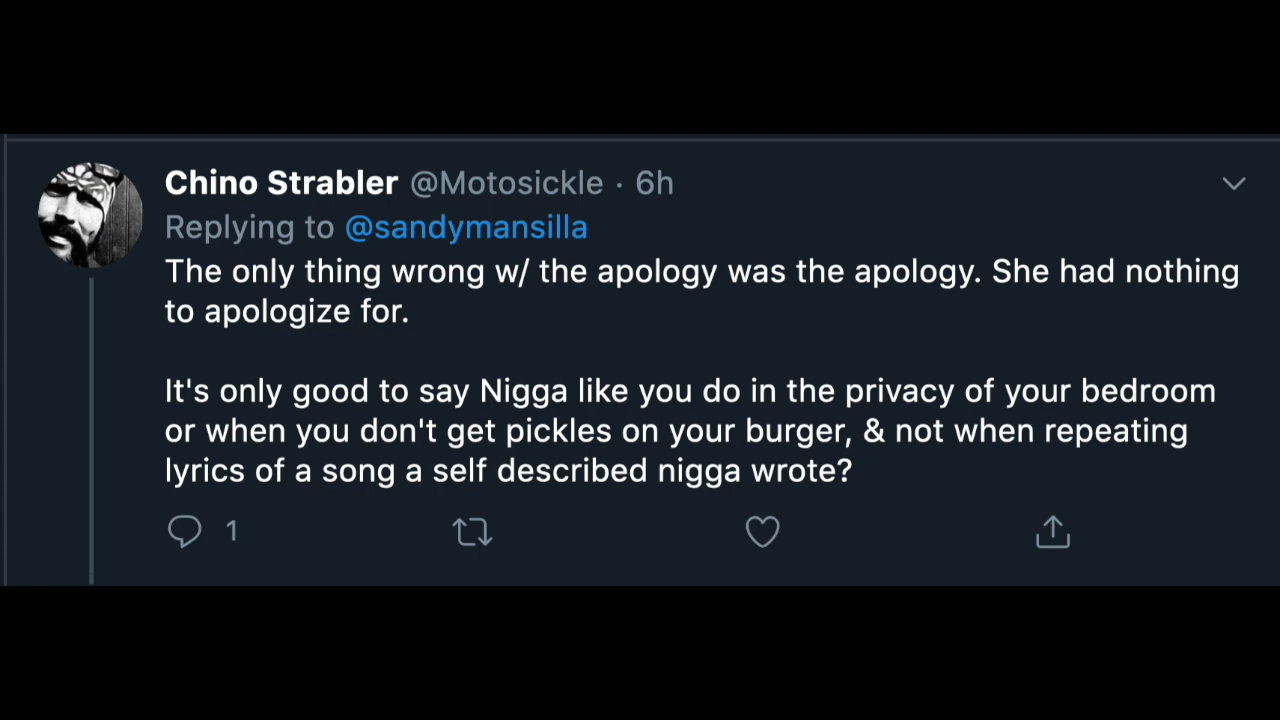 Chino Strabler @Motosickle · 6h
Replying to @sandymansilla
The only thing wrong w/ the apology was the apology. She had nothing
to apologize for.
It's only good to say Nigga like you do in the privacy of your bedroom
or when you don't get pickles on your burger, & not when repeating
lyrics of a song a self described nigga wrote?
1